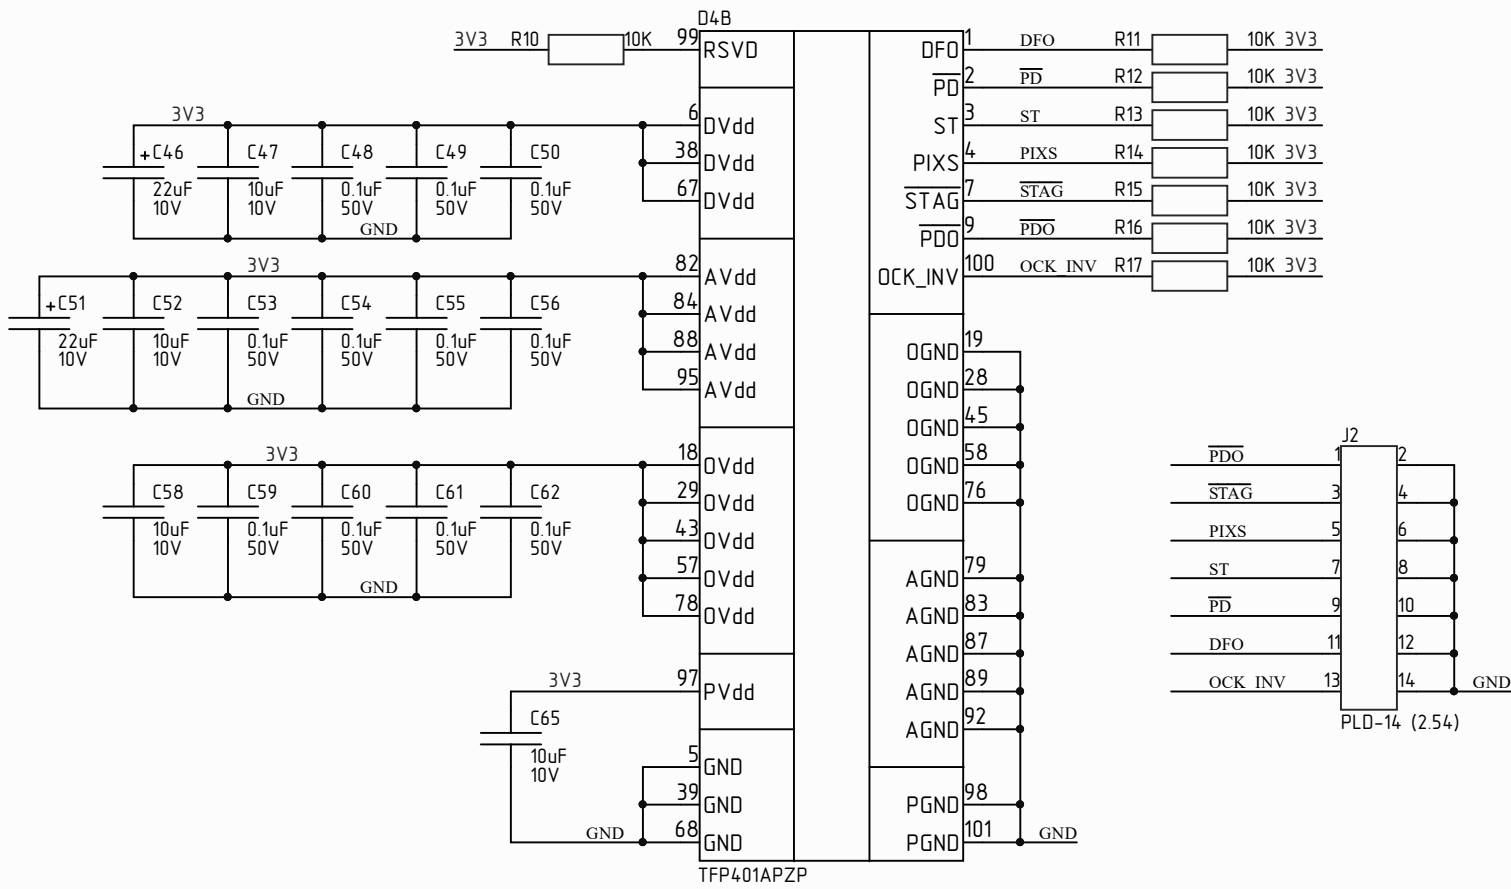 D4B
3V3 R10 10K 99 RSVD
DFO 1 DFO R11 10K 3V3
PD 2 PD R12 10K 3V3
3V3 6 DVdd
ST 3 ST R13 10K 3V3
+C46 C47 C48 C49 C50 38 DVdd
PIXS 4 PIXS R14 10K 3V3
22uF 10uF 0.1uF 0.1uF 0.1uF 67 DVdd
10V 10V 50V 50V 50V
STAG 7 STAG R15 10K 3V3
GND
PDO 9 PDO R16 10K 3V3
3V3 82 AVdd
OCK_INV 100 OCK_INV R17 10K 3V3
+C51 C52 C53 C54 C55 C56 84 AVdd
22uF 10uF 0.1uF 0.1uF 0.1uF 0.1uF 88 AVdd
10V 10V 50V 50V 50V 50V
OGND 19
GND 95 AVdd
OGND 28
OGND 45
J2
3V3 18 OVdd
OGND 58
PDO 1 2
C58 C59 C60 C61 C62 29 OVdd
OGND 76
STAG 3 4
10uF 0.1uF 0.1uF 0.1uF 0.1uF 43 OVdd
10V 50V 50V 50V 50V
PIXS 5 6
GND 57 OVdd
AGND 79
ST 7 8
78 OVdd
AGND 83
PD 9 10
AGND 87
DFO 11 12
3V3 97 PVdd
AGND 89
OCK_INV 13 14 GND
C65
AGND 92
PLD-14 (2.54)
10uF
10V
5 GND
39 GND
PGND 98
GND 68 GND
PGND 101 GND
TFP401APZP